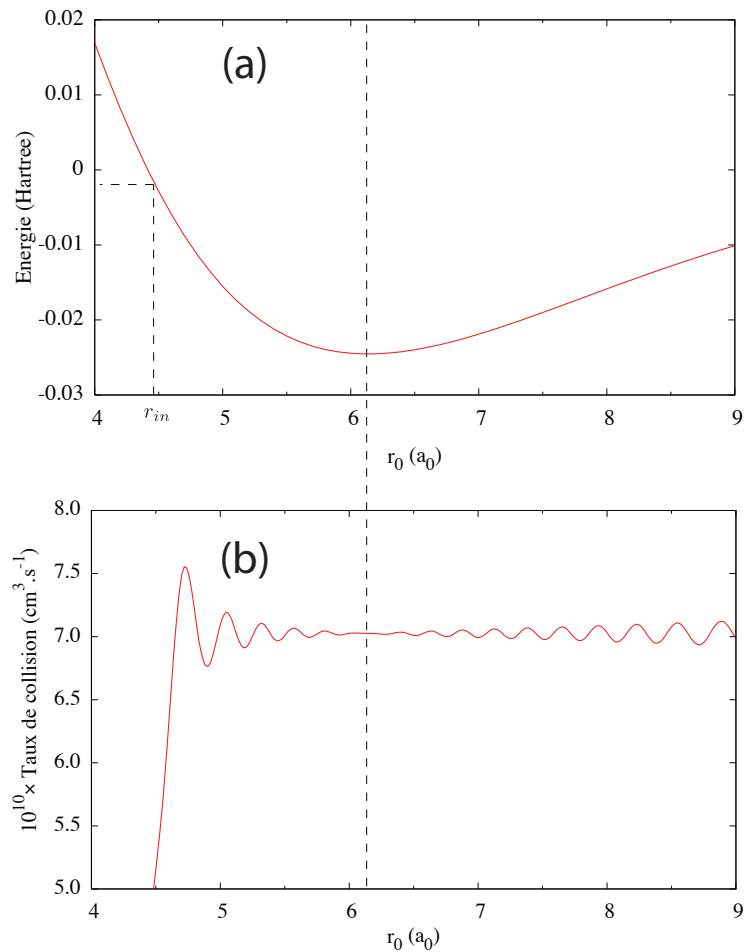 (a)
Energie (Hartree)
0.02
0.01
0
-0.01
-0.02
-0.03
4 r_in 5 6 7 8 9
r_0 (a_0)
(b)
10^10× Taux de collision (cm^3.s^-1)
8.0
7.5
7.0
6.5
6.0
5.5
5.0
4 5 6 7 8 9
r_0 (a_0)